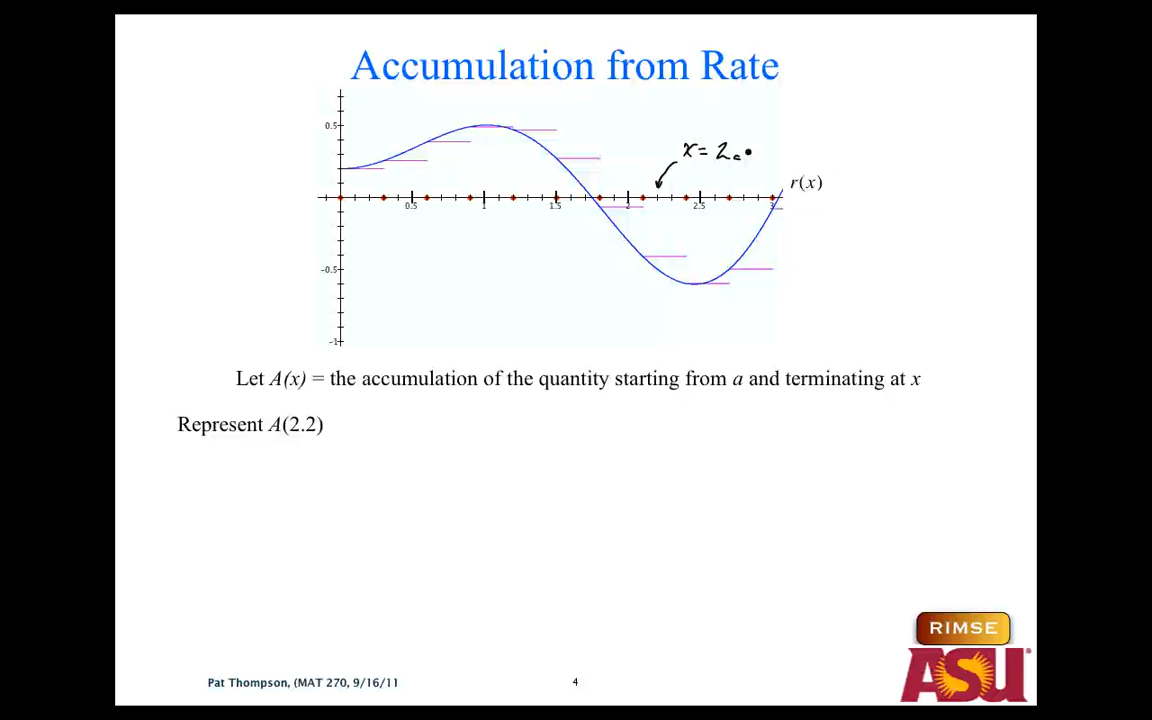 Accumulation from Rate
0.5
x = 2.
r(x)
0.5 1 1.5 2 2.5 3
-0.5
-1
Let A(x) = the accumulation of the quantity starting from a and terminating at x
Represent A(2.2)
RIMSE
ASU
Pat Thompson, (MAT 270, 9/16/11
4